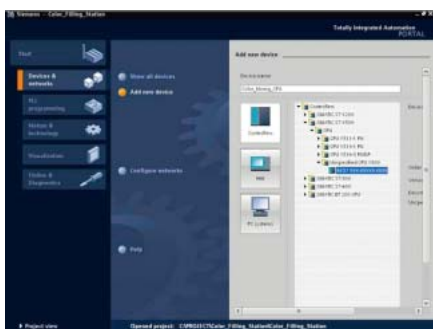 Siemens - Color_Filling_Station
Totally Integrated Automation
PORTAL
Start
Devices & networks
PLC programming
Motion & technology
Visualization
Online & Diagnostics
Show all devices
Add new device
Configure networks
Help
Add new device
Device name:
Color_Mixing_CPU
Controllers
HMI
PC systems
Controllers
SIMATIC S7-1200
SIMATIC S7-1500
CPU
CPU 1511-1 PN
CPU 1513-1 PN
CPU 1516-3 PN/DP
Unspecified CPU 1500
SIMATIC S7-300
SIMATIC S7-400
SIMATIC ET 200 CPU
Project view
Opened project: C:\PROJECT\Color_Filling_Station\Color_Filling_Station